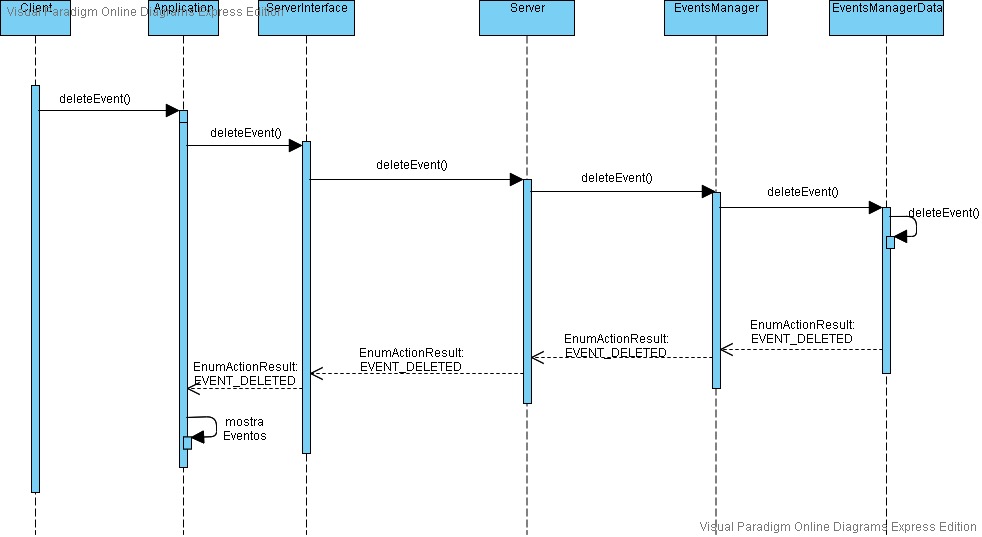 Client
Application
ServerInterface
Server
EventsManager
EventsManagerData
Visual Paradigm Online Diagrams Express Edition
deleteEvent()
deleteEvent()
deleteEvent()
deleteEvent()
deleteEvent()
deleteEvent()
EnumActionResult:
EVENT_DELETED
EnumActionResult:
EVENT_DELETED
EnumActionResult:
EVENT_DELETED
EnumActionResult:
EVENT_DELETED
mostra
Eventos
Visual Paradigm Online Diagrams Express Edition